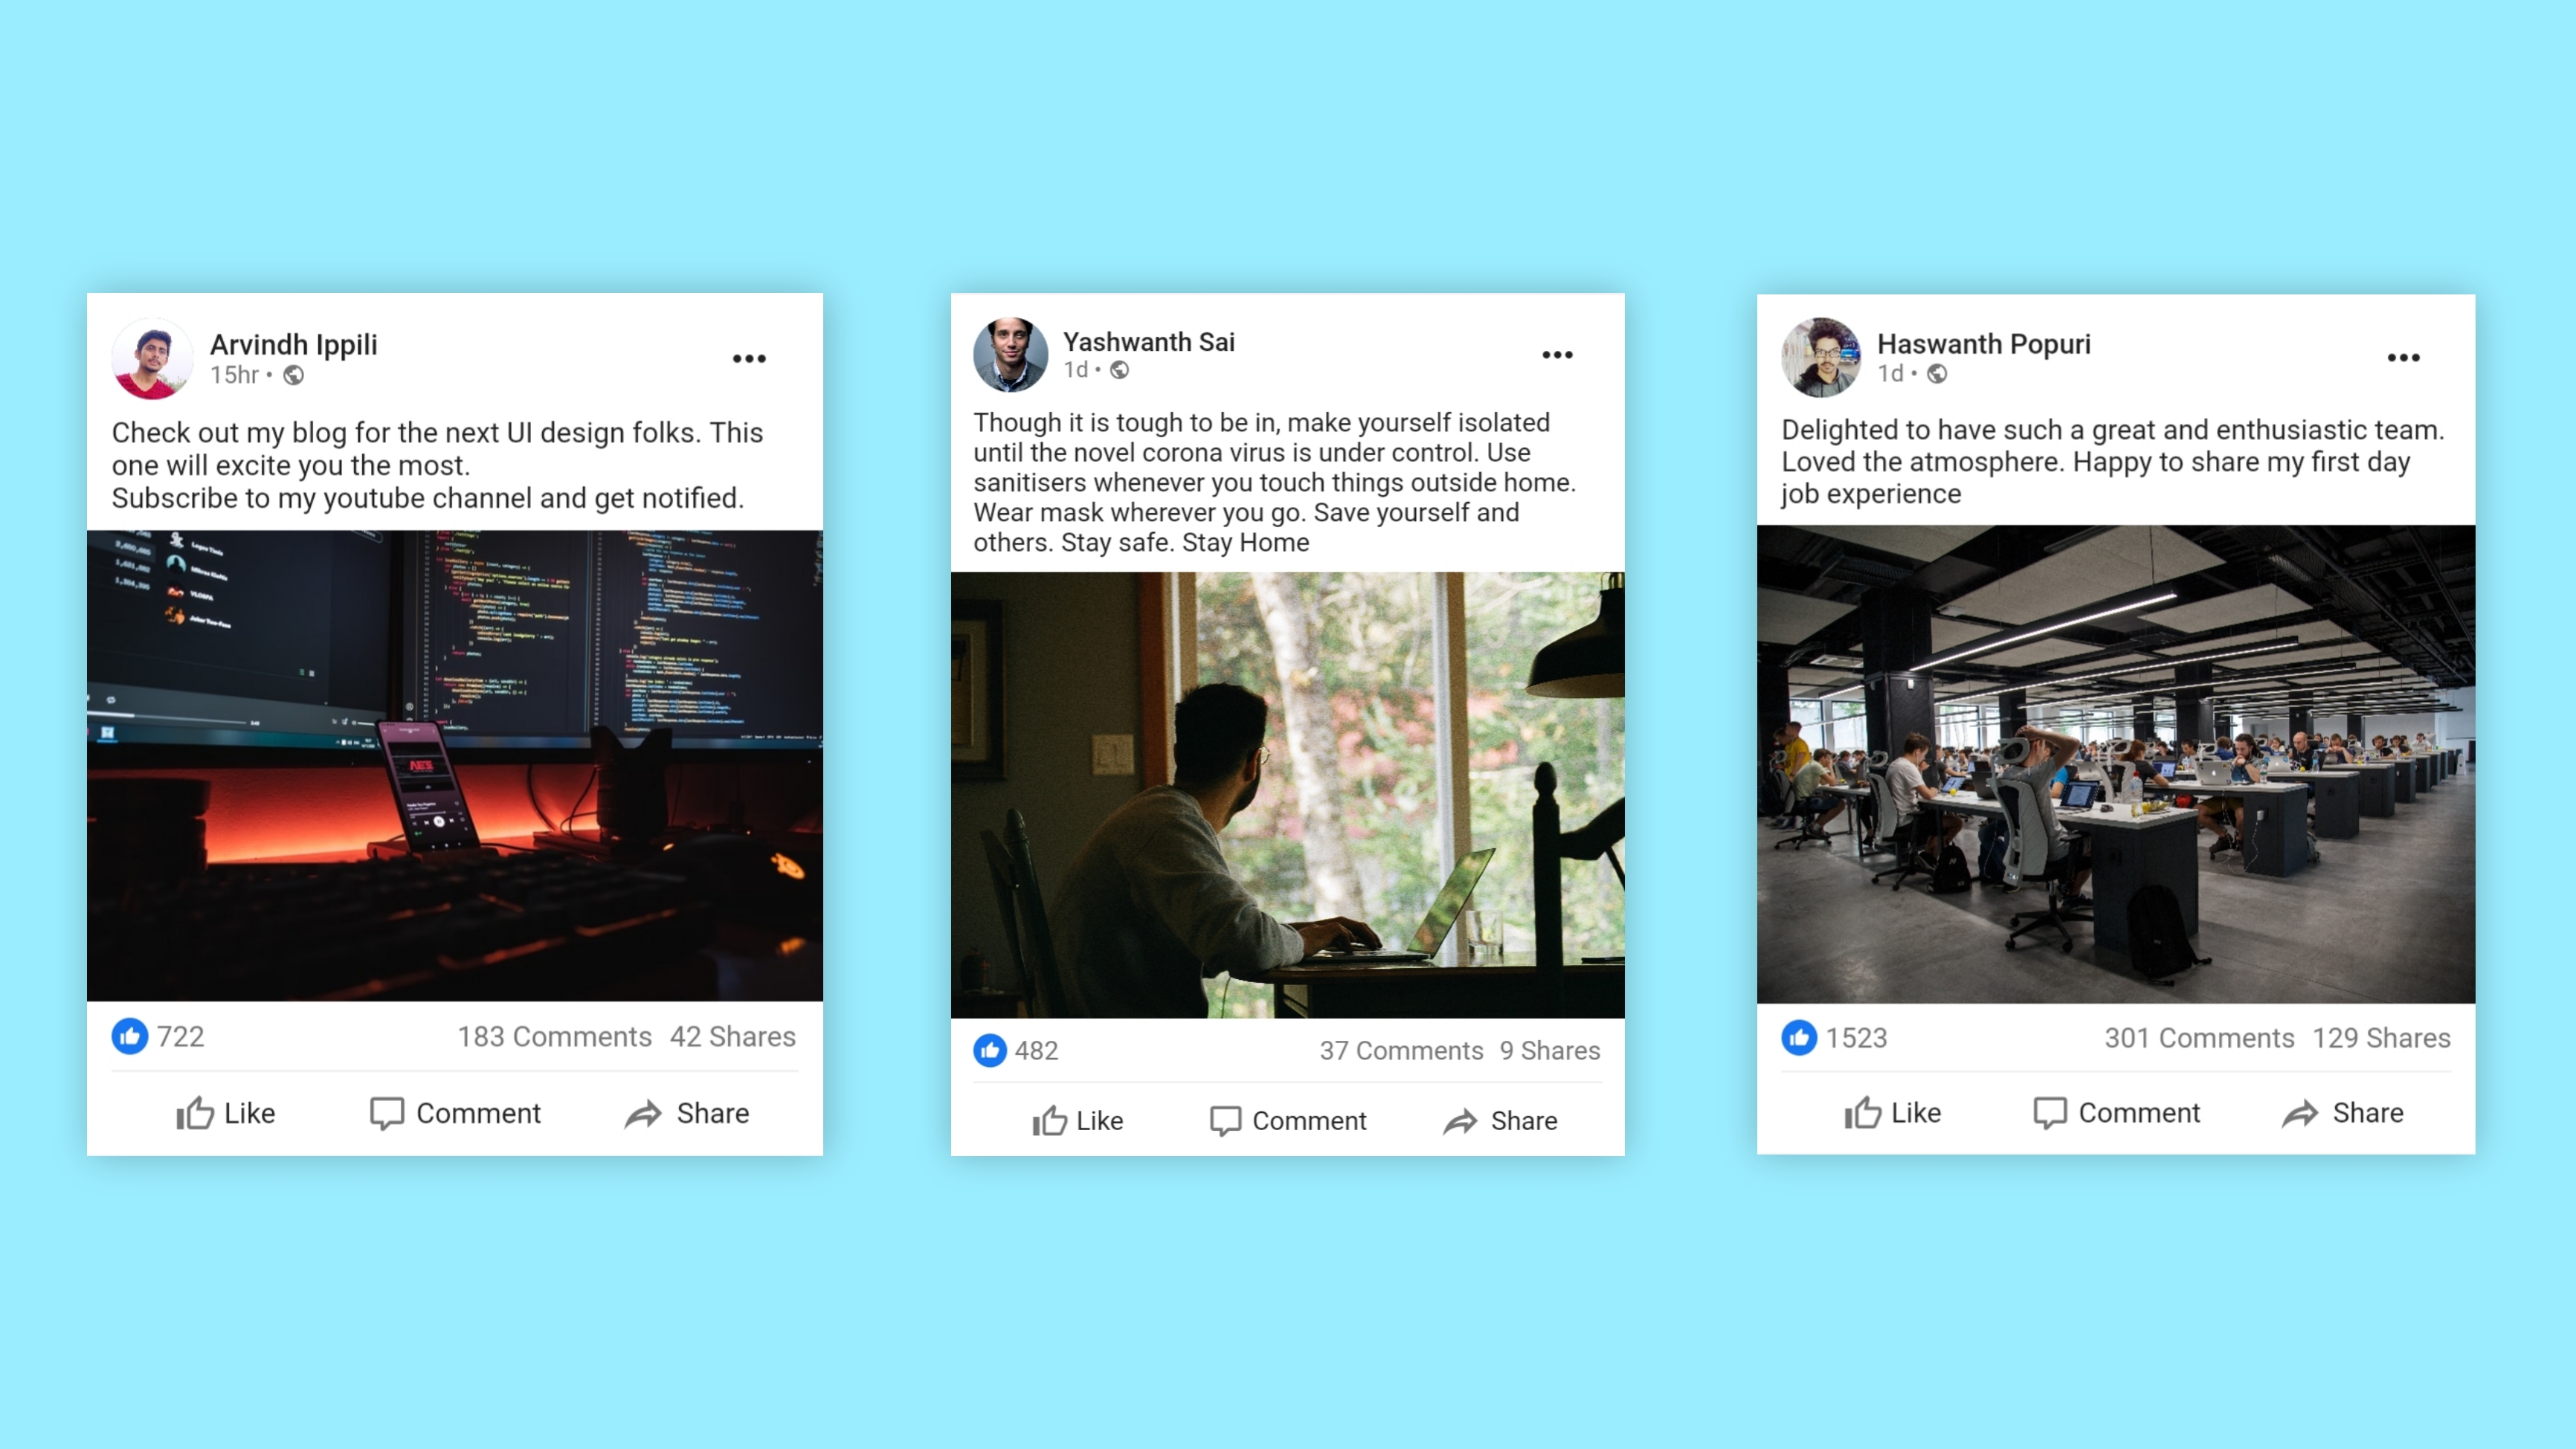 Arvindh Ippili
15hr •
Check out my blog for the next UI design folks. This
one will excite you the most.
Subscribe to my youtube channel and get notified.
722
183 Comments 42 Shares
Like
Comment
Share
Yashwanth Sai
1d •
Though it is tough to be in, make yourself isolated
until the novel corona virus is under control. Use
sanitisers whenever you touch things outside home.
Wear mask wherever you go. Save yourself and
others. Stay safe. Stay Home
482
37 Comments 9 Shares
Like
Comment
Share
Haswanth Popuri
1d •
Delighted to have such a great and enthusiastic team.
Loved the atmosphere. Happy to share my first day
job experience
1523
301 Comments 129 Shares
Like
Comment
Share